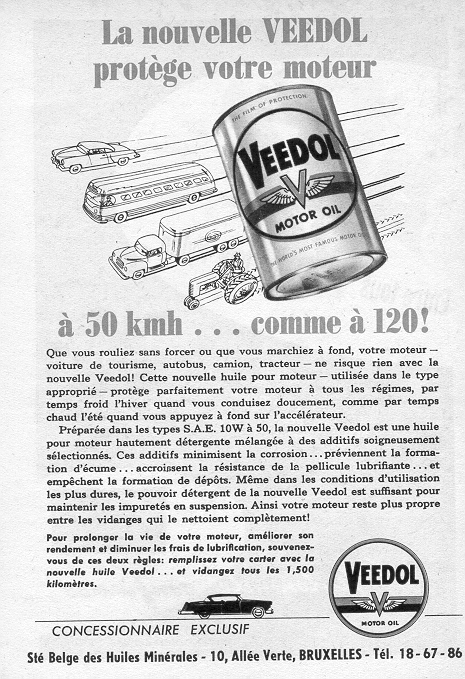 La nouvelle VEEDOL
protège votre moteur
THE FILM OF PROTECTION
VEEDOL
MOTOR OIL
THE WORLD'S MOST FAMOUS MOTOR OIL
à 50 kmh . . . comme à 120!
Que vous rouliez sans forcer ou que vous marchiez à fond, votre moteur —
voiture de tourisme, autobus, camion, tracteur — ne risque rien avec la
nouvelle Veedol! Cette nouvelle huile pour moteur — utilisée dans le type
approprié — protège parfaitement votre moteur à tous les régimes, par
temps froid l'hiver quand vous conduisez doucement, comme par temps
chaud l'été quand vous appuyez à fond sur l'accélérateur.
Préparée dans les types S.A.E. 10W à 50, la nouvelle Veedol est une huile
pour moteur hautement détergente mélangée à des additifs soigneusement
sélectionnés. Ces additifs minimisent la corrosion . . . préviennent la forma-
tion d'écume . . . accroissent la résistance de la pellicule lubrifiante . . . et
empêchent la formation de dépôts. Même dans les conditions d'utilisation
les plus dures, le pouvoir détergent de la nouvelle Veedol est suffisant pour
maintenir les impuretés en suspension. Ainsi votre moteur reste plus propre
entre les vidanges qui le nettoient complètement!
Pour prolonger la vie de votre moteur, améliorer son
rendement et diminuer les frais de lubrification, souvenez-
vous de ces deux règles: remplissez votre carter avec la
nouvelle huile Veedol . . . et vidangez tous les 1,500
kilomètres.
VEEDOL
MOTOR OIL
CONCESSIONNAIRE EXCLUSIF
Sté Belge des Huiles Minérales - 10, Allée Verte, BRUXELLES - Tél. 18-67-86